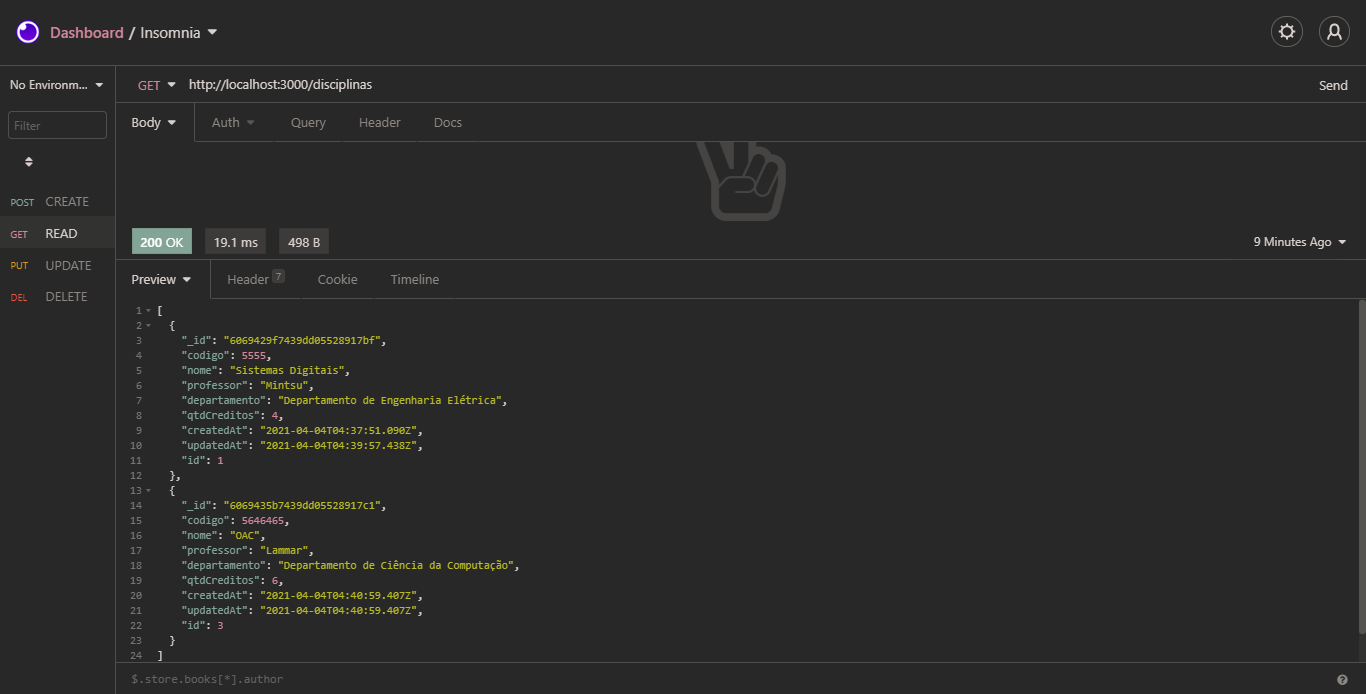 Dashboard / Insomnia
No Environm...
GET http://localhost:3000/disciplinas Send
Filter
Body Auth Query Header Docs
POST CREATE
GET READ
PUT UPDATE
DEL DELETE
200 OK 19.1 ms 498 B 9 Minutes Ago
Preview Header 7 Cookie Timeline
1 [
2 {
3 "_id": "6069429f7439dd05528917bf",
4 "codigo": 5555,
5 "nome": "Sistemas Digitais",
6 "professor": "Mintsu",
7 "departamento": "Departamento de Engenharia Elétrica",
8 "qtdCreditos": 4,
9 "createdAt": "2021-04-04T04:37:51.090Z",
10 "updatedAt": "2021-04-04T04:39:57.438Z",
11 "id": 1
12 },
13 {
14 "_id": "6069435b7439dd05528917c1",
15 "codigo": 5646465,
16 "nome": "OAC",
17 "professor": "Lammar",
18 "departamento": "Departamento de Ciência da Computação",
19 "qtdCreditos": 6,
20 "createdAt": "2021-04-04T04:40:59.407Z",
21 "updatedAt": "2021-04-04T04:40:59.407Z",
22 "id": 3
23 }
24 ]
$.store.books[*].author